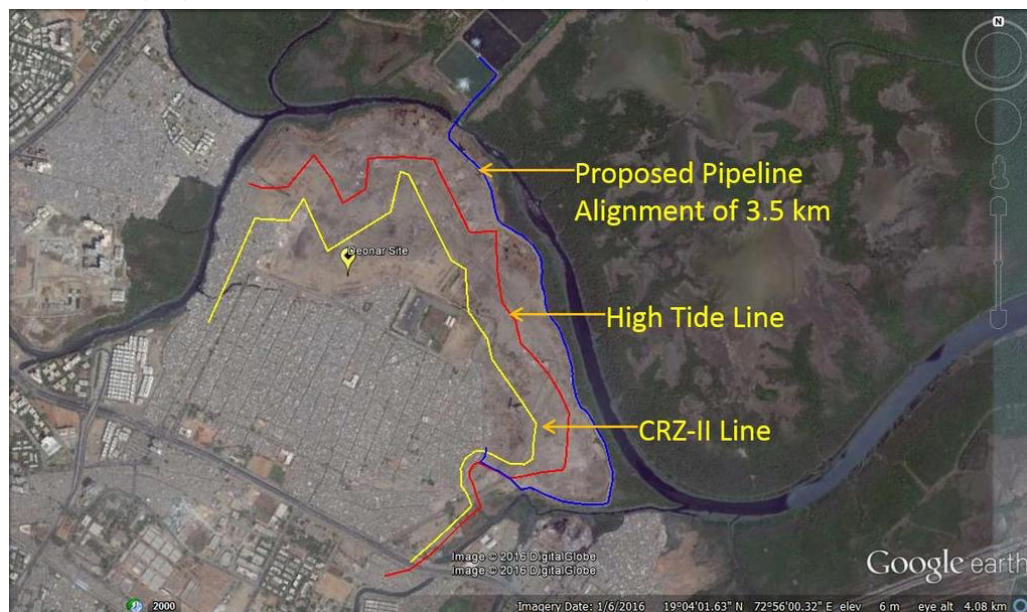 N
Proposed Pipeline
Alignment of 3.5 km
Deonar Site
High Tide Line
CRZ-II Line
Image © 2016 DigitalGlobe
Image © 2016 DigitalGlobe
Google earth
2000
Imagery Date: 1/6/2016 19°04'01.63" N 72°56'00.32" E elev 6 m eye alt 4.08 km